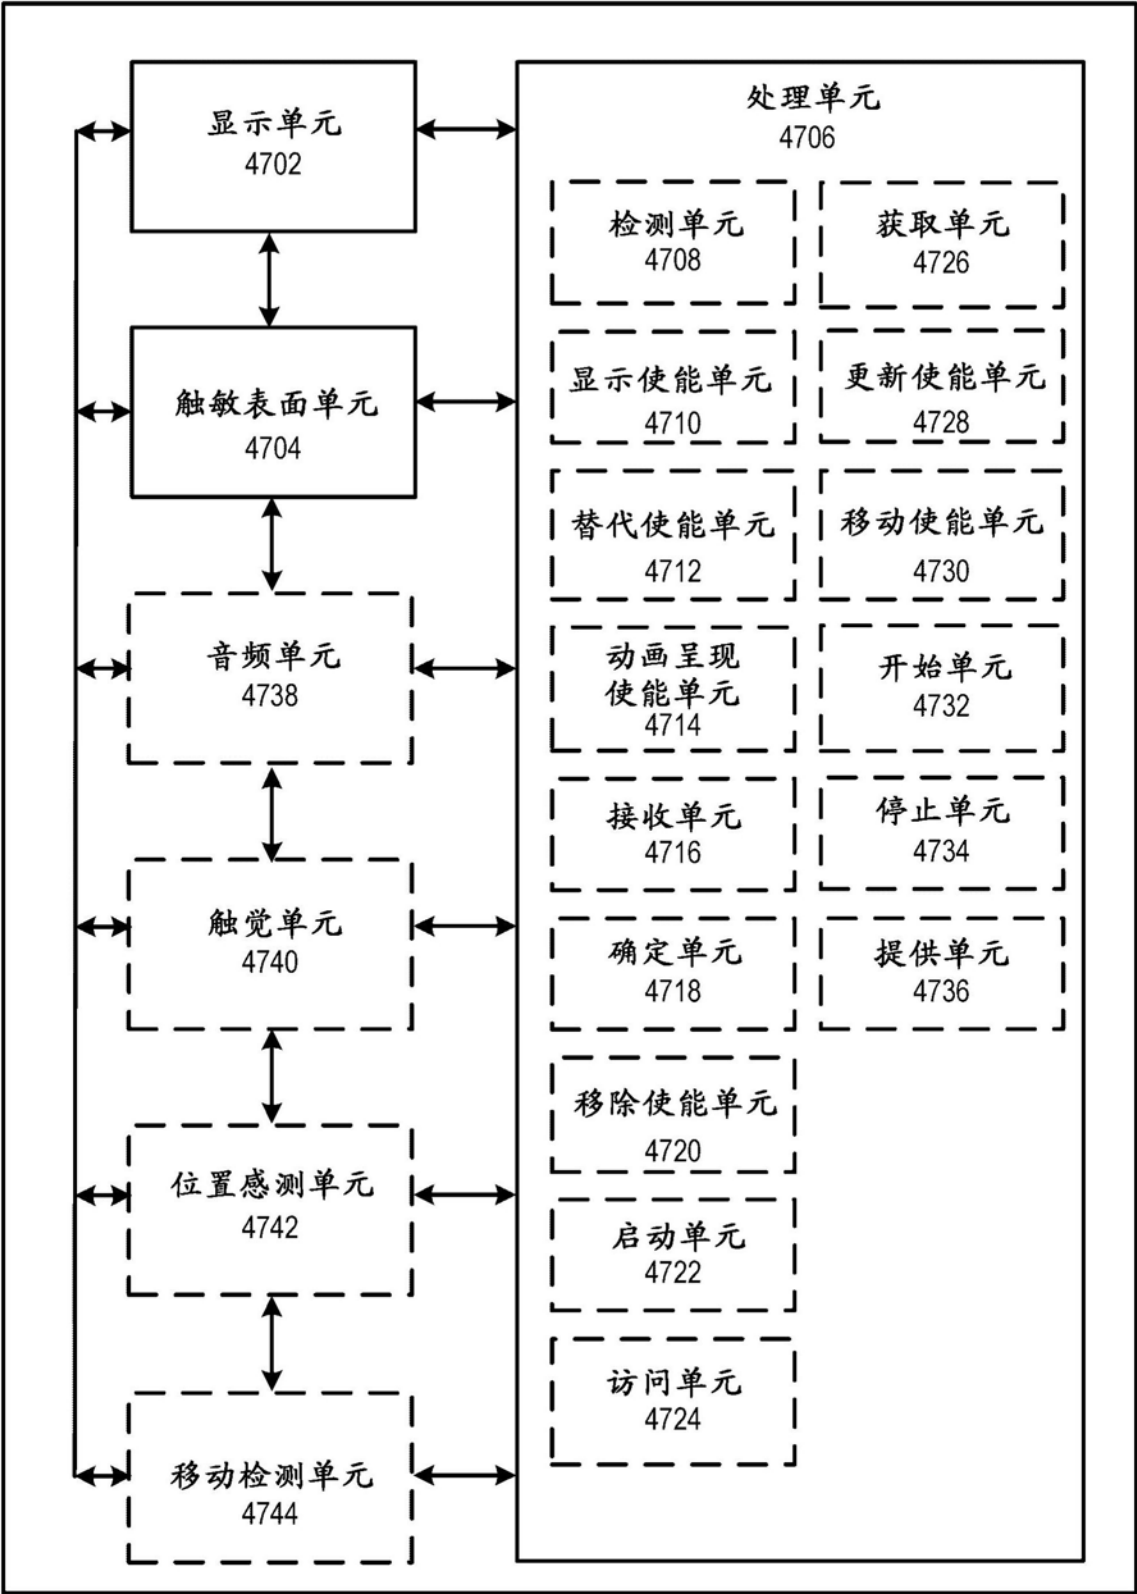 显示单元
4702
触敏表面单元
4704
音频单元
4738
触觉单元
4740
位置感测单元
4742
移动检测单元
4744
处理单元
4706
检测单元
4708
获取单元
4726
显示使能单元
4710
更新使能单元
4728
替代使能单元
4712
移动使能单元
4730
动画呈现
使能单元
4714
开始单元
4732
接收单元
4716
停止单元
4734
确定单元
4718
提供单元
4736
移除使能单元
4720
启动单元
4722
访问单元
4724